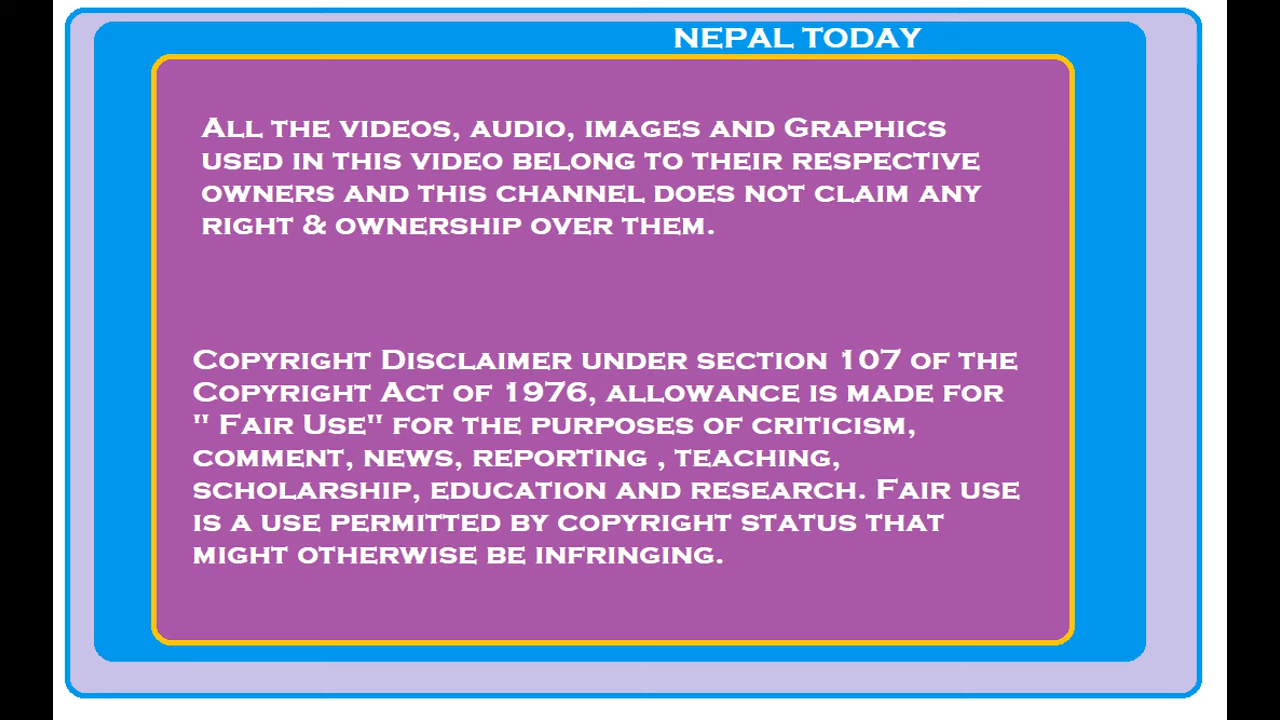 NEPAL TODAY
ALL THE VIDEOS, AUDIO, IMAGES AND GRAPHICS
USED IN THIS VIDEO BELONG TO THEIR RESPECTIVE
OWNERS AND THIS CHANNEL DOES NOT CLAIM ANY
RIGHT & OWNERSHIP OVER THEM.
COPYRIGHT DISCLAIMER UNDER SECTION 107 OF THE
COPYRIGHT ACT OF 1976, ALLOWANCE IS MADE FOR
" FAIR USE" FOR THE PURPOSES OF CRITICISM,
COMMENT, NEWS, REPORTING , TEACHING,
SCHOLARSHIP, EDUCATION AND RESEARCH. FAIR USE
IS A USE PERMITTED BY COPYRIGHT STATUS THAT
MIGHT OTHERWISE BE INFRINGING.